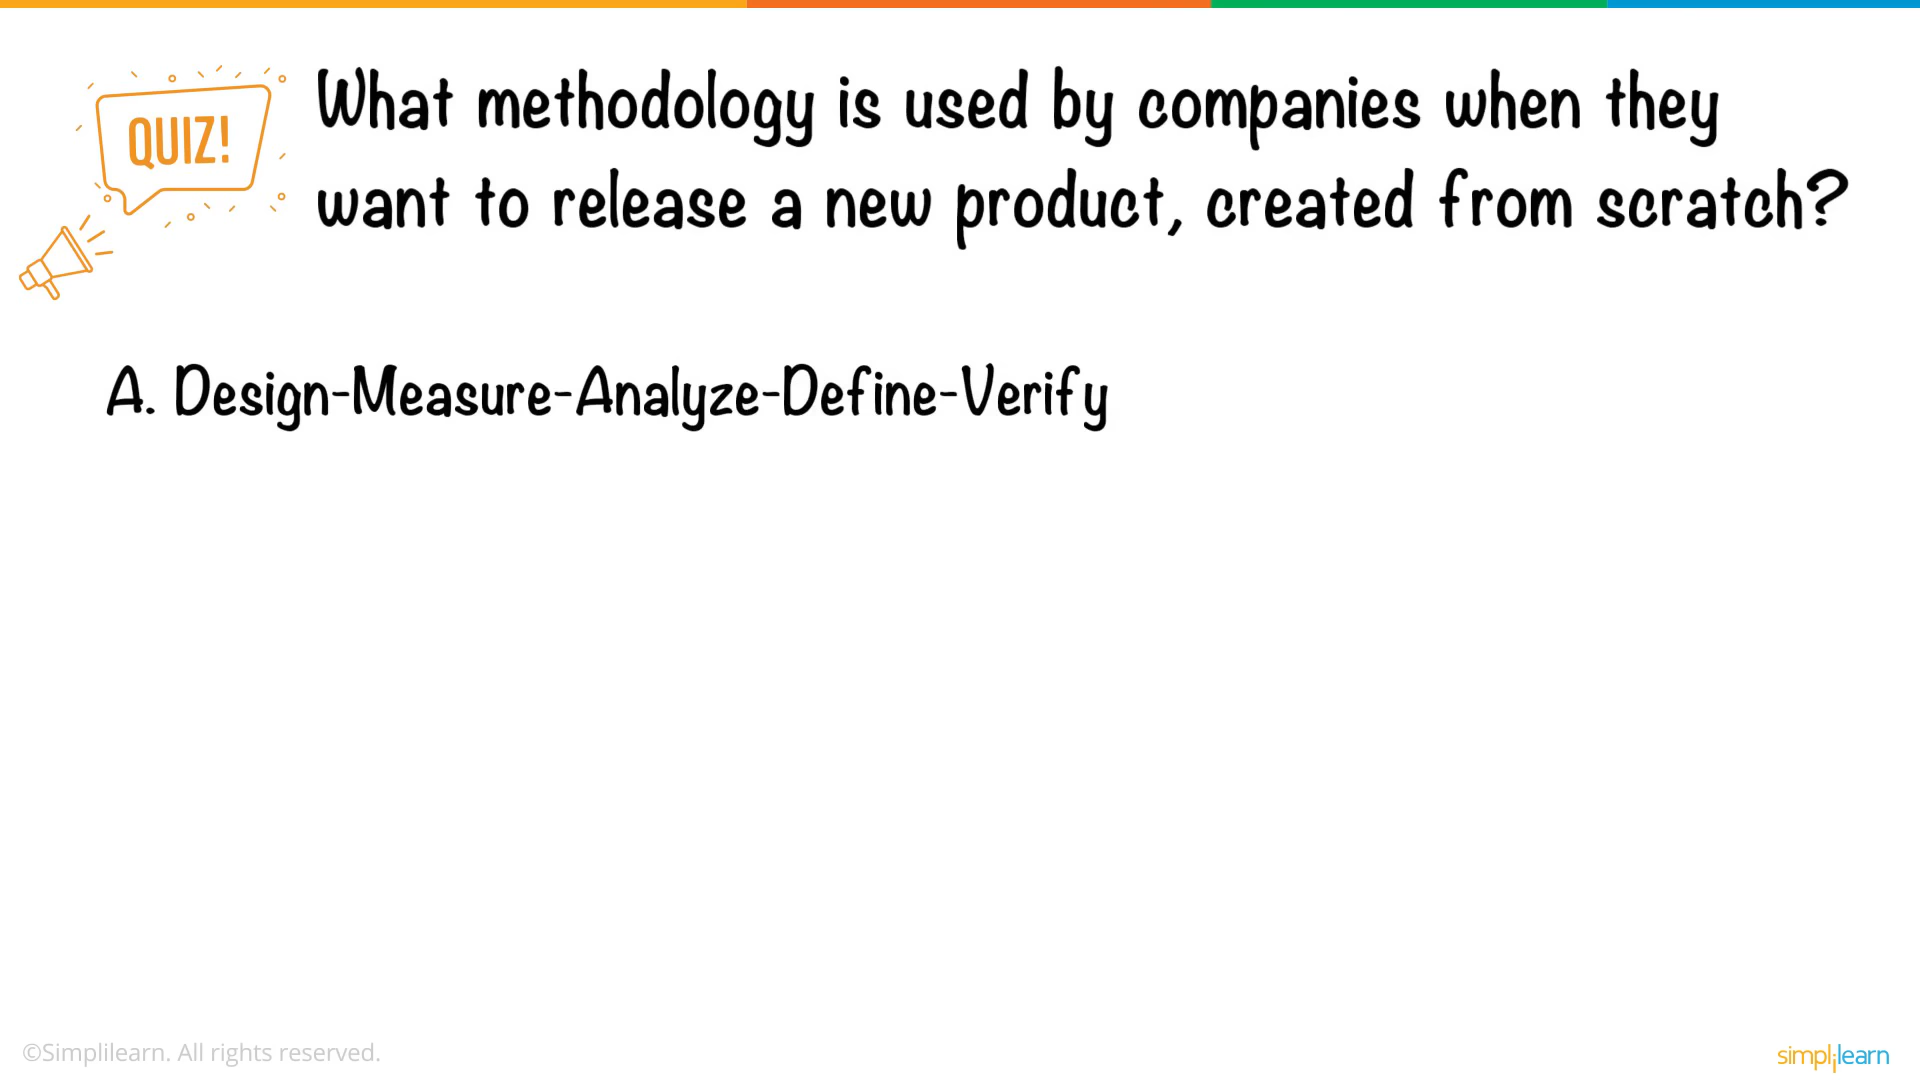 QUIZ!
What methodology is used by companies when they
want to release a new product, created from scratch?
A. Design-Measure-Analyze-Define-Verify
©Simplilearn. All rights reserved.
simplilearn